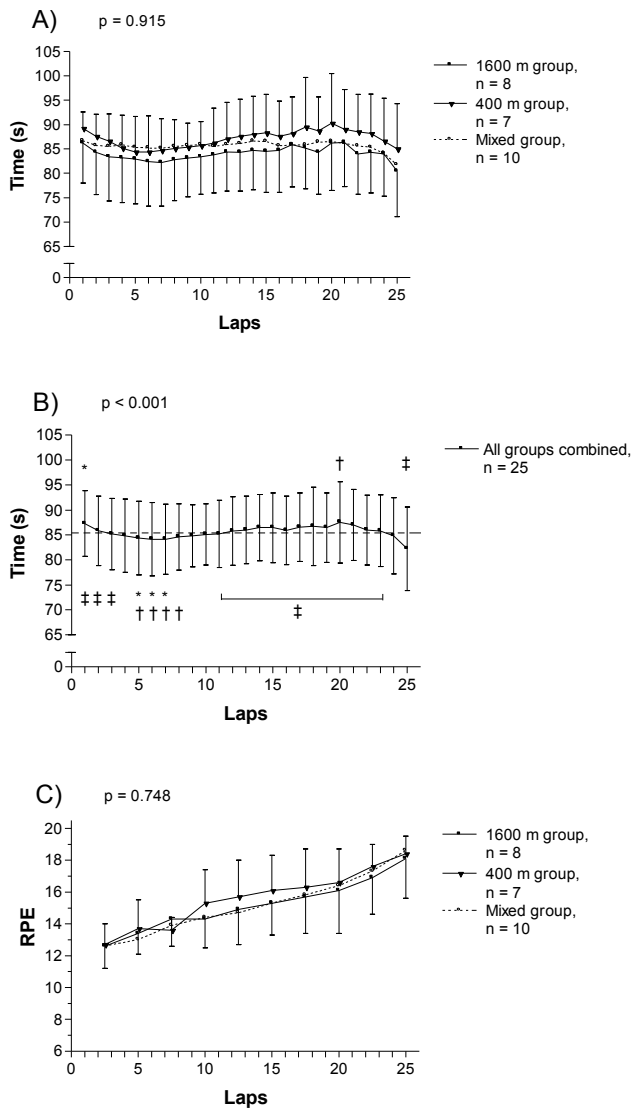 A)
p = 0.915
105
100
95
90
85
80
75
70
65
0
Time (s)
0 5 10 15 20 25
Laps
1600 m group,
n = 8
400 m group,
n = 7
Mixed group,
n = 10
B)
p < 0.001
105
100
95
90
85
80
75
70
65
0
Time (s)
* † ‡
‡ ‡ ‡ * * *
† † † † ‡
0 5 10 15 20 25
Laps
All groups combined,
n = 25
C)
p = 0.748
20
18
16
14
12
10
8
6
RPE
0 5 10 15 20 25
Laps
1600 m group,
n = 8
400 m group,
n = 7
Mixed group,
n = 10